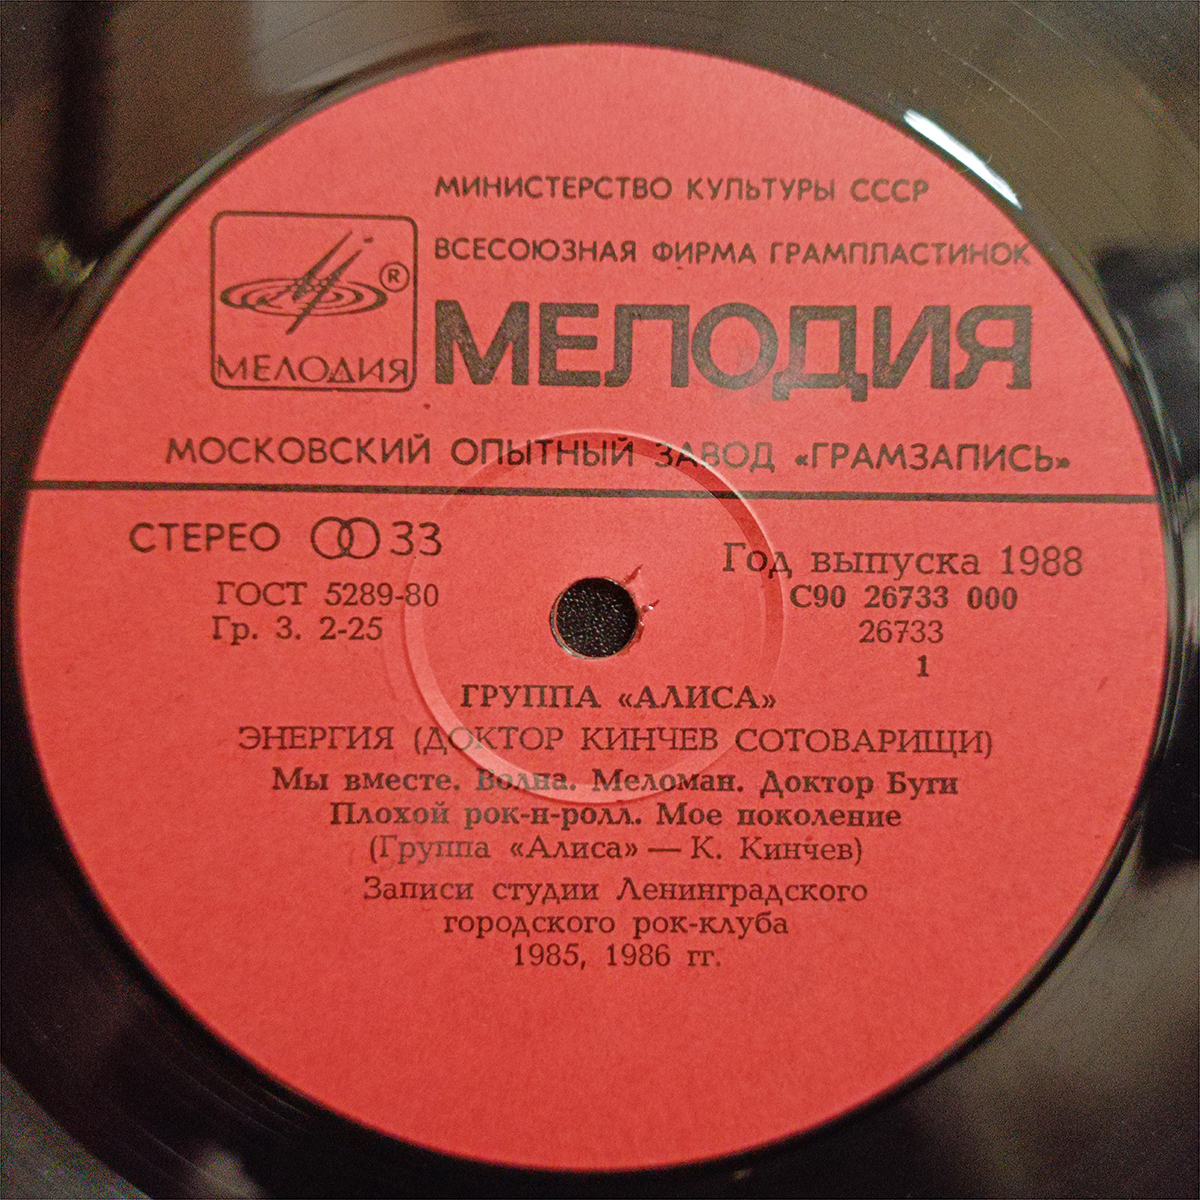 МИНИСТЕРСТВО КУЛЬТУРЫ СССР
ВСЕСОЮЗНАЯ ФИРМА ГРАМПЛАСТИНОК
®
МЕЛОДИЯ
МЕЛОДИЯ
МОСКОВСКИЙ ОПЫТНЫЙ ЗАВОД «ГРАМЗАПИСЬ»
СТЕРЕО 33
ГОСТ 5289-80
Гр. 3. 2-25
Год выпуска 1988
С90 26733 000
26733
1
ГРУППА «АЛИСА»
ЭНЕРГИЯ (ДОКТОР КИНЧЕВ СОТОВАРИЩИ)
Мы вместе. Волна. Меломан. Доктор Буги
Плохой рок-н-ролл. Мое поколение
(Группа «Алиса» — К. Кинчев)
Записи студии Ленинградского
городского рок-клуба
1985, 1986 гг.